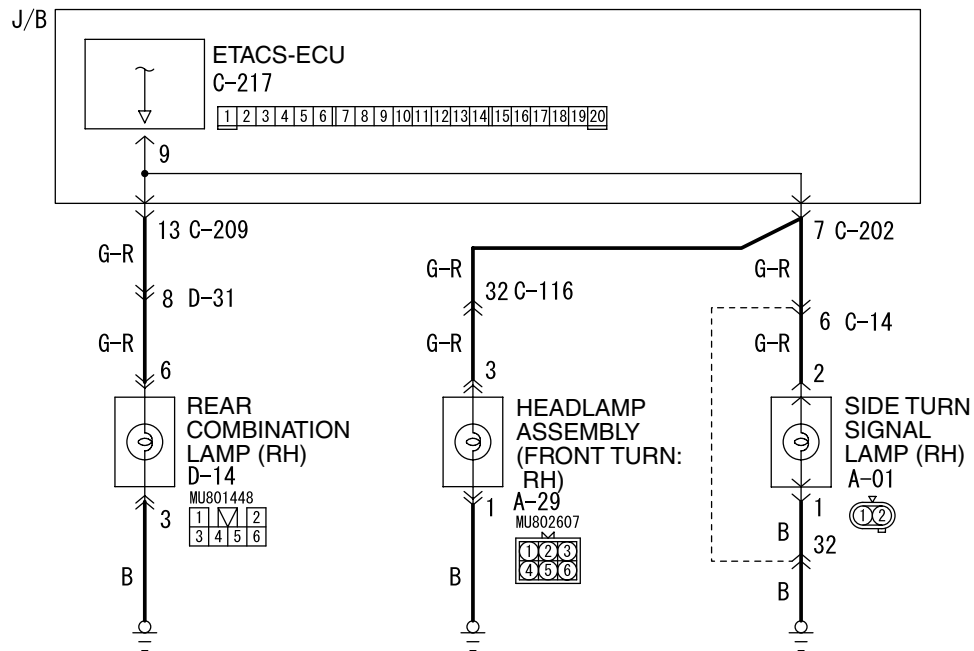 J/B
ETACS-ECU
C-217
1 2 3 4 5 6 7 8 9 10 11 12 13 14 15 16 17 18 19 20
9
13 C-209
7 C-202
G-R
G-R
G-R
32 C-116
8 D-31
6 C-14
G-R
G-R
G-R
6
3
2
REAR
COMBINATION
LAMP (RH)
D-14
MU801448
1 2
3 4 5 6
HEADLAMP
ASSEMBLY
(FRONT TURN:
RH)
A-29
MU802607
1 2 3
4 5 6
SIDE TURN
SIGNAL
LAMP (RH)
A-01
1 2
3
1
1
B
32
B
B
B